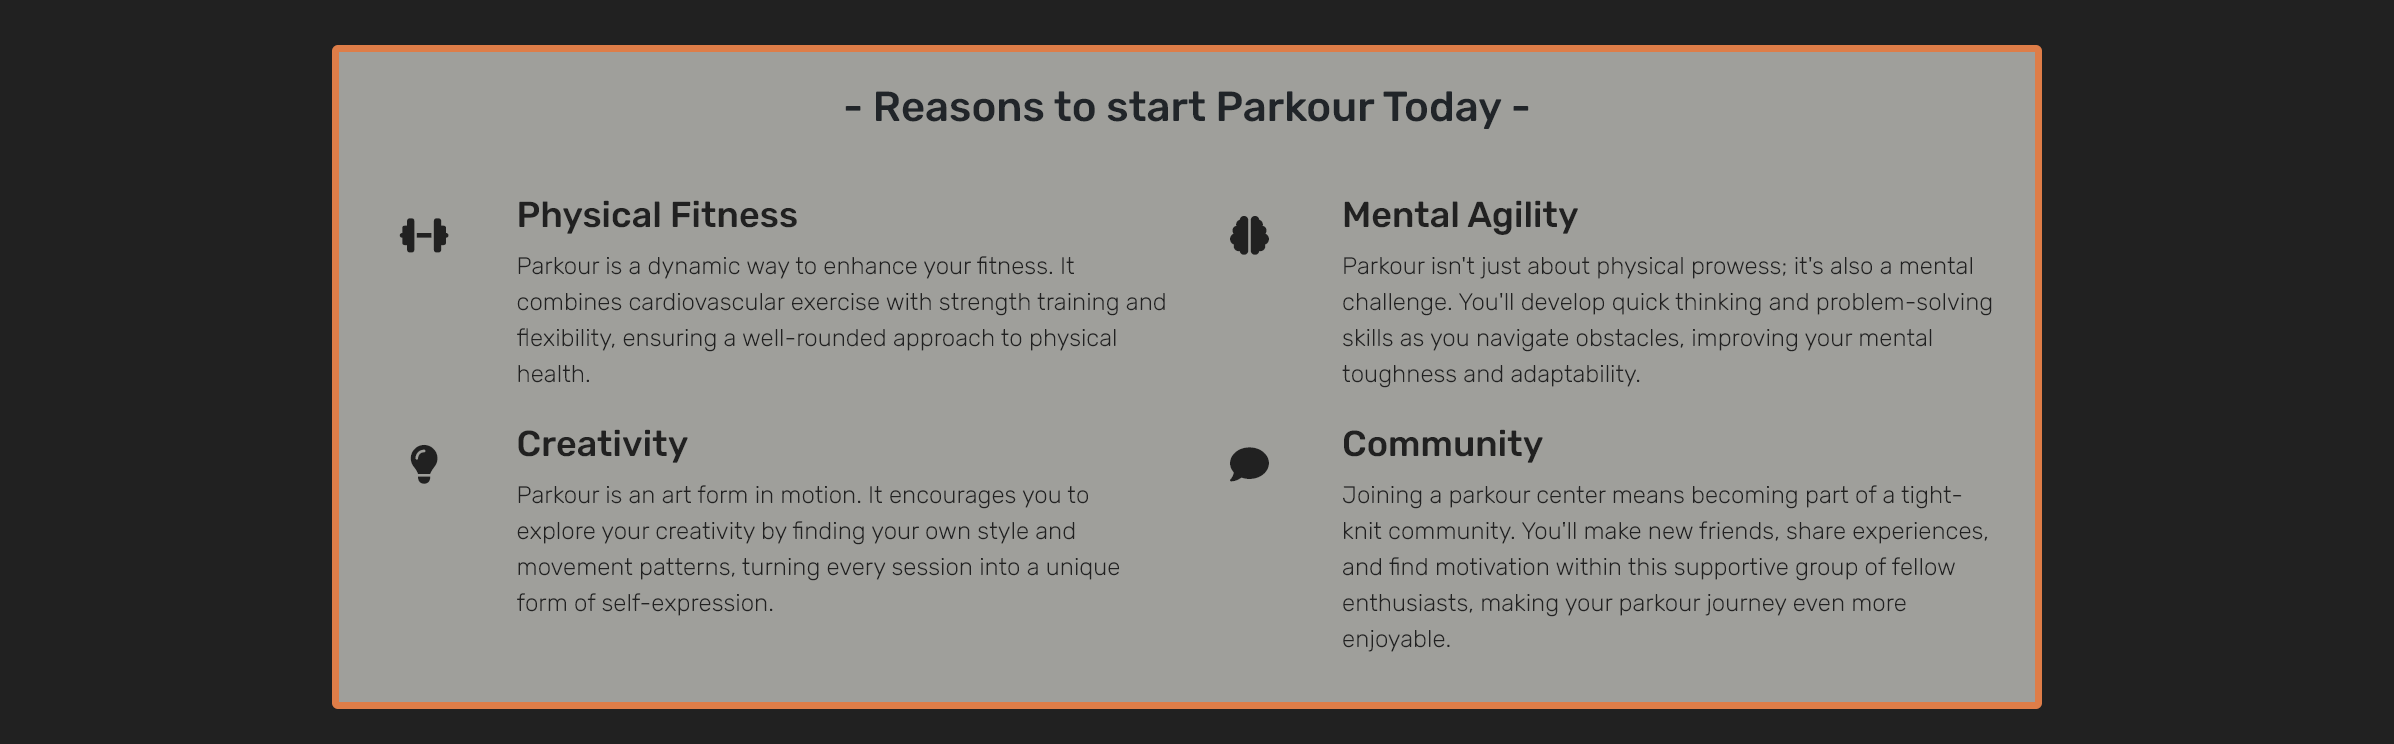 - Reasons to start Parkour Today -
Physical Fitness
Parkour is a dynamic way to enhance your fitness. It
combines cardiovascular exercise with strength training and
flexibility, ensuring a well-rounded approach to physical
health.
Mental Agility
Parkour isn't just about physical prowess; it's also a mental
challenge. You'll develop quick thinking and problem-solving
skills as you navigate obstacles, improving your mental
toughness and adaptability.
Creativity
Parkour is an art form in motion. It encourages you to
explore your creativity by finding your own style and
movement patterns, turning every session into a unique
form of self-expression.
Community
Joining a parkour center means becoming part of a tight-
knit community. You'll make new friends, share experiences,
and find motivation within this supportive group of fellow
enthusiasts, making your parkour journey even more
enjoyable.